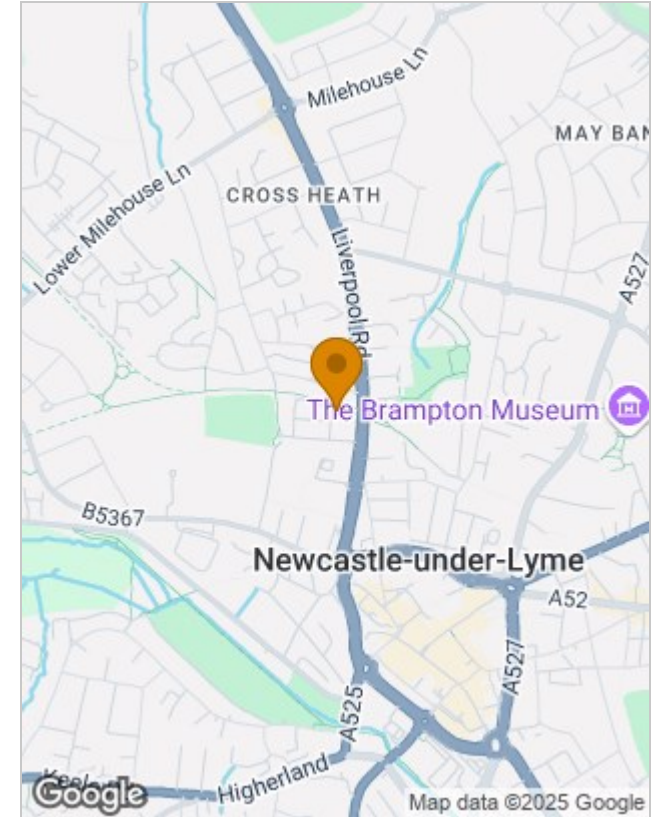 Milehouse Ln
MAY BAN
CROSS HEATH
Lower Milehouse Ln
Liverpool Rd
A527
The Brampton Museum
B5367
Newcastle-under-Lyme
A52
A527
A525
Higherland
Google
Map data ©2025 Google